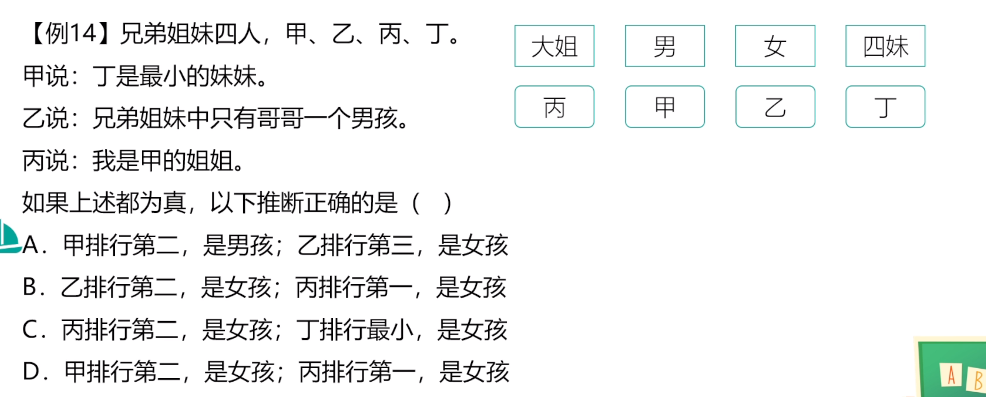 【例14】兄弟姐妹四人，甲、乙、丙、丁。
甲说：丁是最小的妹妹。
乙说：兄弟姐妹中只有哥哥一个男孩。
丙说：我是甲的姐姐。
如果上述都为真，以下推断正确的是（ ）
A．甲排行第二，是男孩；乙排行第三，是女孩
B．乙排行第二，是女孩；丙排行第一，是女孩
C．丙排行第二，是女孩；丁排行最小，是女孩
D．甲排行第二，是女孩；丙排行第一，是女孩
大姐 男 女 四妹
丙 甲 乙 丁
A B